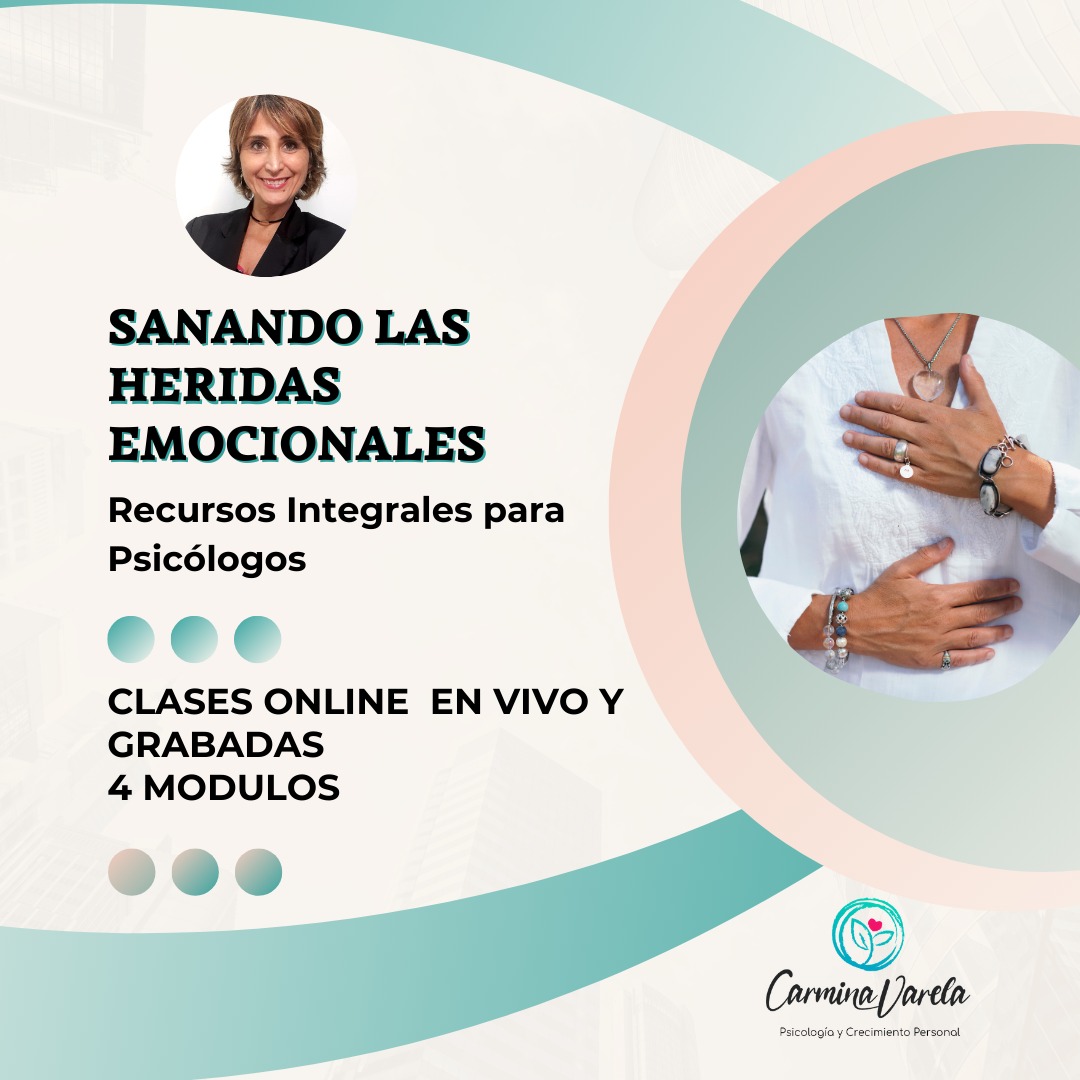 SANANDO LAS
HERIDAS
EMOCIONALES
Recursos Integrales para
Psicólogos
CLASES ONLINE  EN VIVO Y
GRABADAS
4 MODULOS
Carmina Varela
Psicología y Crecimiento Personal